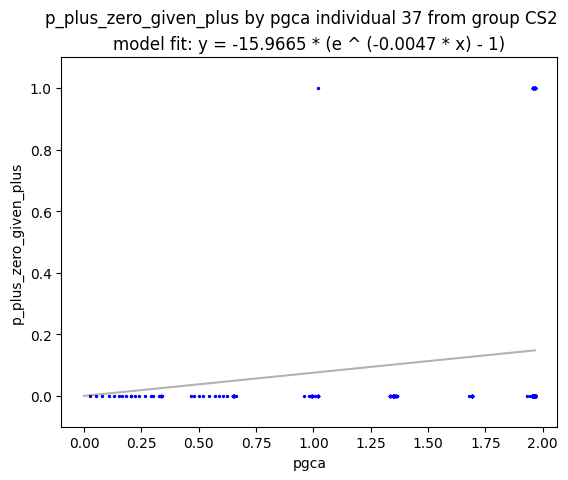 p_plus_zero_given_plus by pgca individual 37 from group CS2
model fit: y = -15.9665 * (e ^ (-0.0047 * x) - 1)
1.0
0.8
0.6
0.4
0.2
0.0
p_plus_zero_given_plus
0.00 0.25 0.50 0.75 1.00 1.25 1.50 1.75 2.00
pgca